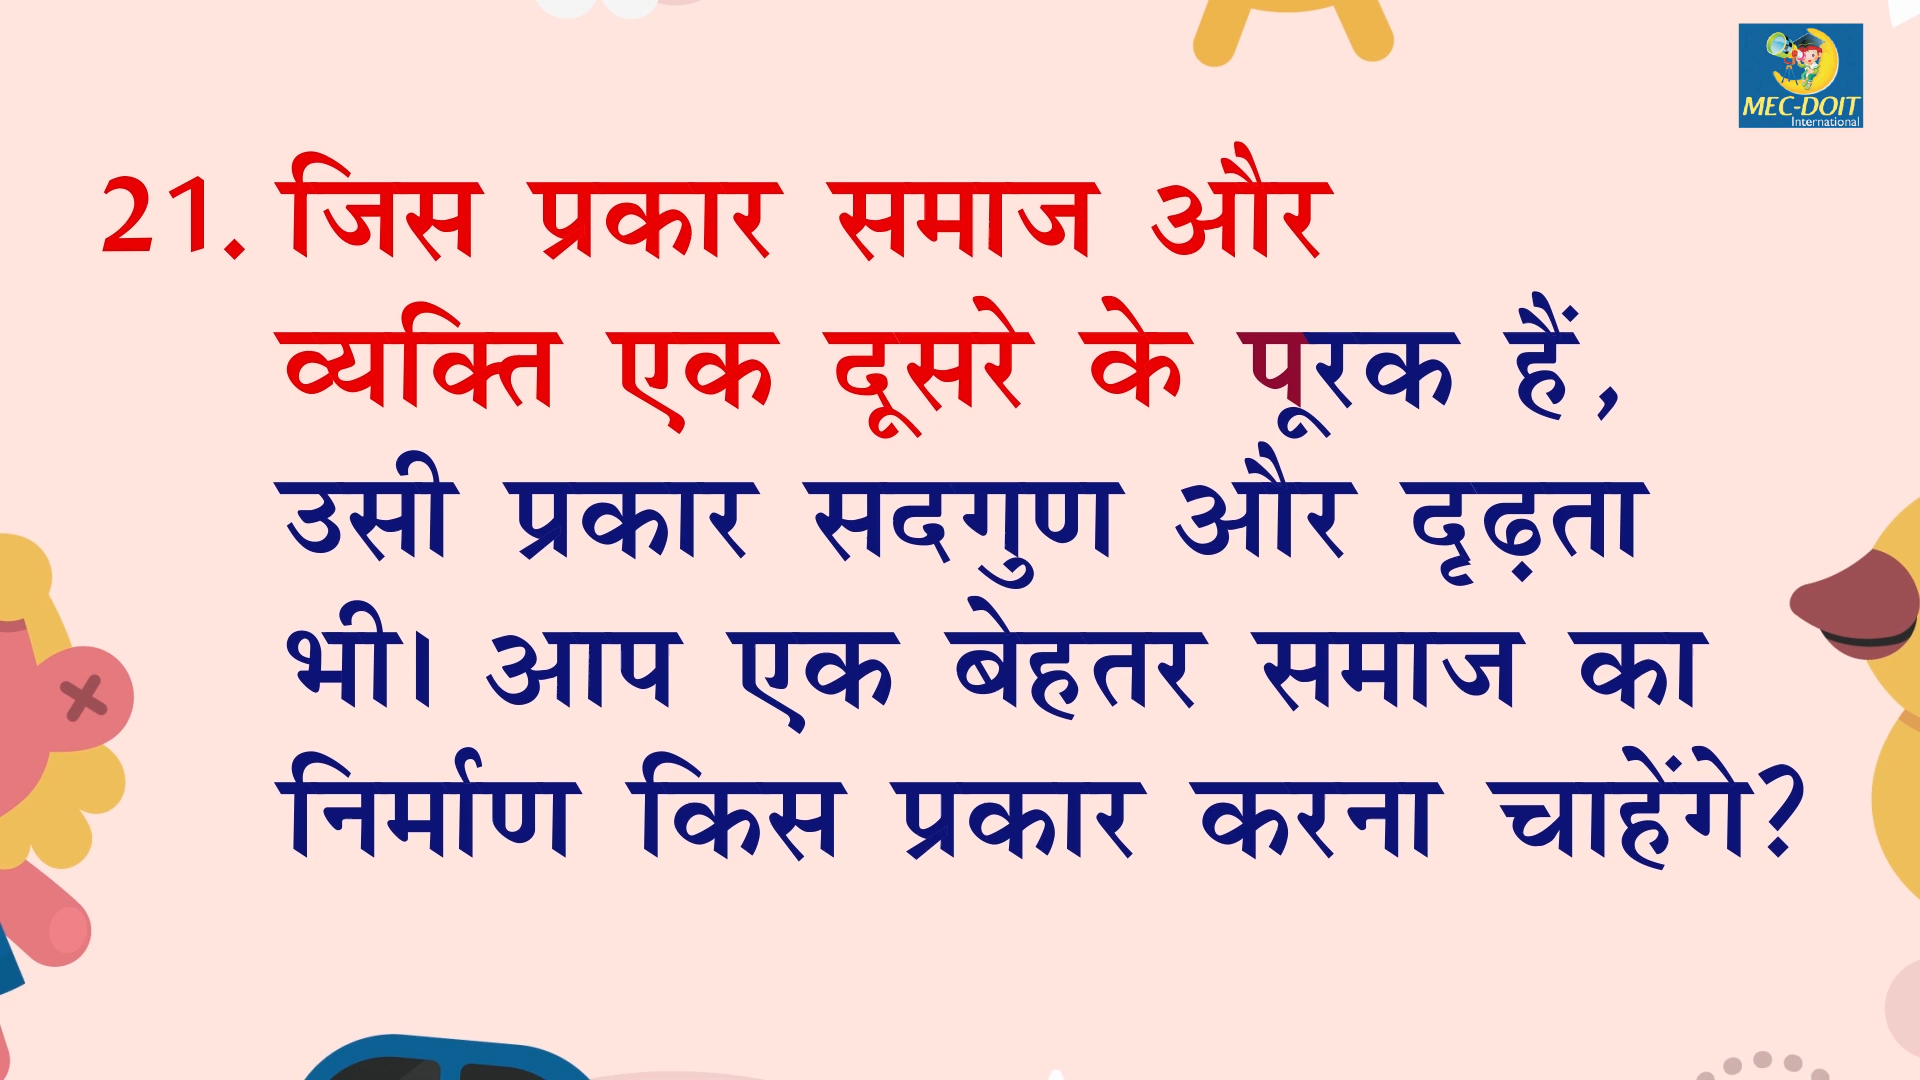 MEC-DOIT
International
21. जिस प्रकार समाज और
व्यक्ति एक दूसरे के पूरक हैं,
उसी प्रकार सदगुण और दृढ़ता
भी। आप एक बेहतर समाज का
निर्माण किस प्रकार करना चाहेंगे?